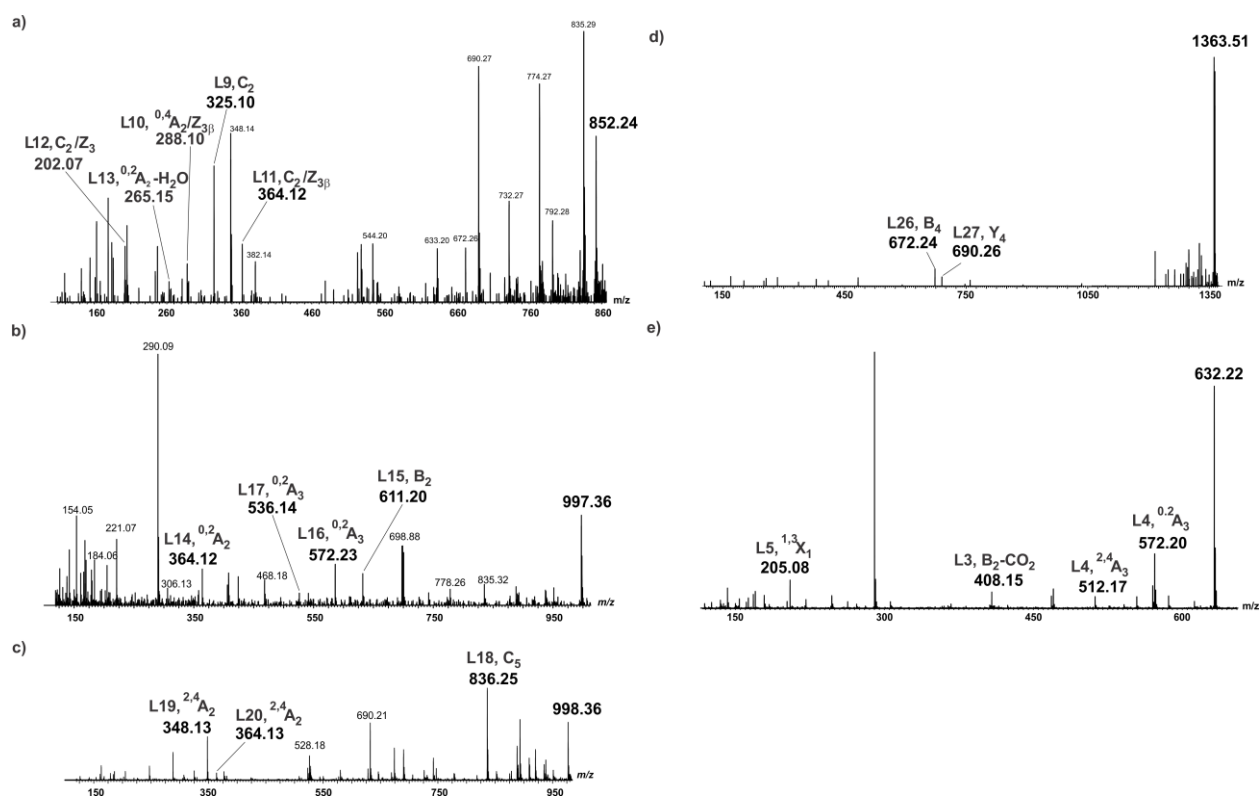 a)
835.29
690.27
774.27
852.24
L9, C2
325.10
L10, 0,4A2/Z3β
288.10
348.14
L12, C2/Z3
202.07
L13, 0,2A2-H2O
265.15
L11, C2/Z3β
364.12
732.27
792.28
382.14
544.20
633.20
672.26
m/z
160 260 360 460 560 660 760 860
b)
290.09
997.36
L15, B2
611.20
L17, 0,2A3
536.14
L16, 0,2A3
572.23
154.05
221.07
L14, 0,2A2
364.12
184.06
306.13
468.18
698.88
778.26
835.32
m/z
150 350 550 750 950
c)
L18, C5
836.25
998.36
L19, 2,4A2
348.13
L20, 2,4A2
364.13
690.21
528.18
m/z
150 350 550 750 950
d)
1363.51
L26, B4
672.24
L27, Y4
690.26
m/z
150 450 750 1050 1350
e)
632.22
L4, 0.2A3
572.20
L5, 1,3X1
205.08
L3, B2-CO2
408.15
L4, 2,4A3
512.17
m/z
150 300 450 600